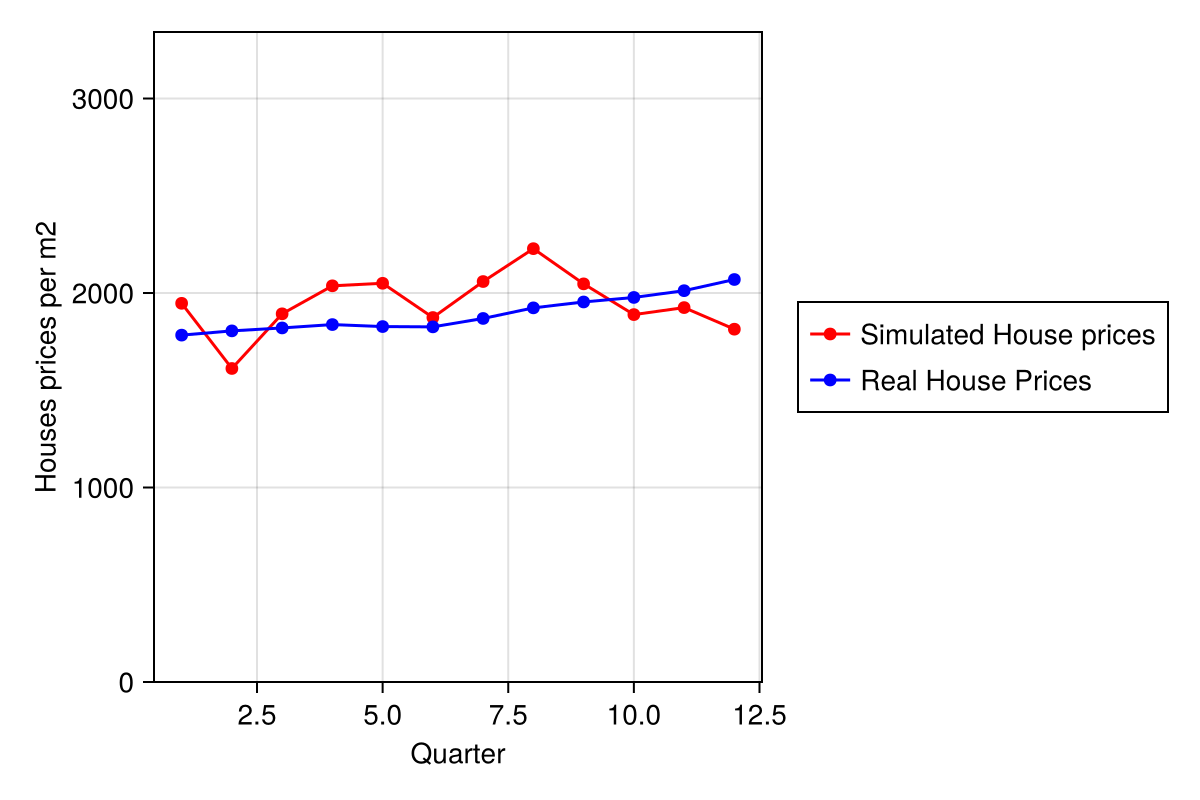 3000
2000
1000
0
Houses prices per m2
2.5 5.0 7.5 10.0 12.5
Quarter
Simulated House prices
Real House Prices